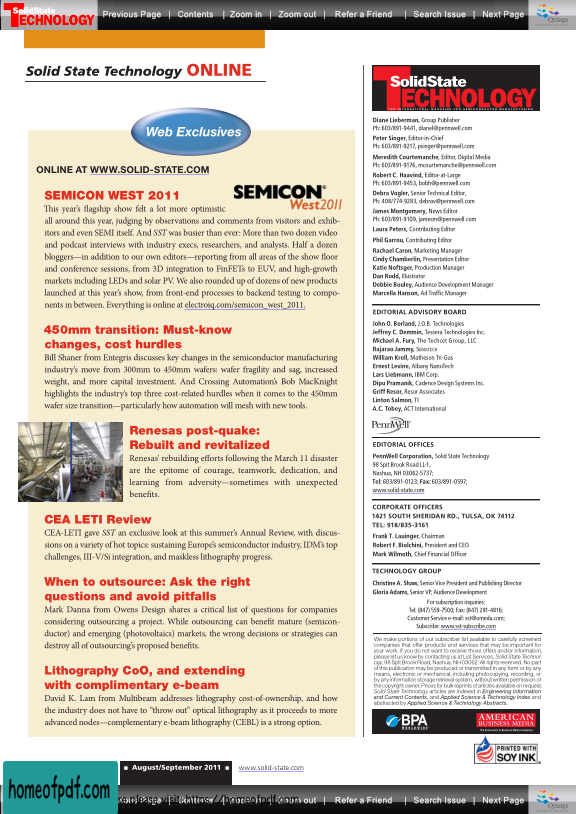 SolidState TECHNOLOGY
Previous Page | Contents | Zoom in | Zoom out | Refer a Friend | Search Issue | Next Page
Qmags
Solid State Technology ONLINE
Web Exclusives
ONLINE AT WWW.SOLID-STATE.COM
SEMICON WEST 2011
SEMICON®
West2011
This year's flagship show felt a lot more optimistic
all around this year, judging by observations and comments from visitors and exhib-
itors and even SEMI itself. And SST was busier than ever: More than two dozen video
and podcast interviews with industry execs, researchers, and analysts. Half a dozen
bloggers—in addition to our own editors—reporting from all areas of the show floor
and conference sessions, from 3D integration to FinFETs to EUV, and high-growth
markets including LEDs and solar PV. We also rounded up of dozens of new products
launched at this year's show, from front-end processes to backend testing to compo-
nents in between. Everything is online at electroiq.com/semicon_west_2011.
450mm transition: Must-know
changes, cost hurdles
Bill Shaner from Entegris discusses key changes in the semiconductor manufacturing
industry's move from 300mm to 450mm wafers: wafer fragility and sag, increased
weight, and more capital investment. And Crossing Automation's Bob MacKnight
highlights the industry's top three cost-related hurdles when it comes to the 450mm
wafer size transition—particularly how automation will mesh with new tools.
Renesas post-quake:
Rebuilt and revitalized
Renesas' rebuilding efforts following the March 11 disaster
are the epitome of courage, teamwork, dedication, and
learning from adversity—sometimes with unexpected
benefits.
CEA LETI Review
CEA-LETI gave SST an exclusive look at this summer's Annual Review, with discus-
sions on a variety of hot topics: sustaining Europe's semiconductor industry, IDM's top
challenges, III-V/Si integration, and maskless lithography progress.
When to outsource: Ask the right
questions and avoid pitfalls
Mark Danna from Owens Design shares a critical list of questions for companies
considering outsourcing a project. While outsourcing can benefit mature (semicon-
ductor) and emerging (photovoltaics) markets, the wrong decisions or strategies can
destroy all of outsourcing's proposed benefits.
Lithography CoO, and extending
with complimentary e-beam
David K. Lam from Multibeam addresses lithography cost-of-ownership, and how
the industry does not have to "throw out" optical lithography as it proceeds to more
advanced nodes—complementary e-beam lithography (CEBL) is a strong option.
SolidState
TECHNOLOGY
THE INTERNATIONAL MAGAZINE FOR SEMICONDUCTOR MANUFACTURING
Diane Lieberman, Group Publisher
Ph: 603/891-9441, dianel@pennwell.com
Peter Singer, Editor-in-Chief
Ph: 603/891-9217, psinger@pennwell.com
Meredith Courtemanche, Editor, Digital Media
Ph: 603/891-9176, mcourtemanche@pennwell.com
Robert C. Haavind, Editor-at-Large
Ph: 603/891-9453, bobh@pennwell.com
Debra Vogler, Senior Technical Editor,
Ph: 408/774-9283, debrav@pennwell.com
James Montgomery, News Editor
Ph: 603/891-9109, jamesm@pennwell.com
Laura Peters, Contributing Editor
Phil Garrou, Contributing Editor
Rachael Caron, Marketing Manager
Cindy Chamberlin, Presentation Editor
Katie Noftsger, Production Manager
Dan Rodd, Illustrator
Debbie Bouley, Audience Development Manager
Marcella Hanson, Ad Traffic Manager
EDITORIAL ADVISORY BOARD
John O. Borland, J.O.B. Technologies
Jeffrey C. Demmin, Tessera Technologies Inc.
Michael A. Fury, The Techcet Group, LLC
Rajarao Jammy, SEMATECH
William Kroll, Matheson Tri-Gas
Ernest Levine, Albany NanoTech
Lars Liebmann, IBM Corp.
Dipu Pramanik, Cadence Design Systems Inc.
Griff Resor, Resor Associates
Linton Salmon, TI
A.C. Tobey, ACT International
PennWell®
EDITORIAL OFFICES
PennWell Corporation, Solid State Technology
98 Spit Brook Road LL-1,
Nashua, NH 03062-5737;
Tel: 603/891-0123; Fax: 603/891-0597;
www.solid-state.com
CORPORATE OFFICERS
1421 SOUTH SHERIDAN RD., TULSA, OK 74112
TEL: 918/835-3161
Frank T. Lauinger, Chairman
Robert F. Biolchini, President and CEO
Mark Wilmoth, Chief Financial Officer
TECHNOLOGY GROUP
Christine A. Shaw, Senior Vice President and Publishing Director
Gloria Adams, Senior VP, Audience Development
For subscription inquiries:
Tel: (847) 559-7500; Fax: (847) 291-4816;
Customer Service e-mail: sst@omeda.com;
Subscribe: www.sst-subscribe.com
We make portions of our subscriber list available to carefully screened
companies that offer products and services that may be important for
your work. If you do not want to receive those offers and/or information,
please let us know by contacting us at List Services, Solid State Technol-
ogy, 98 Spit Brook Road, Nashua, NH 03062. All rights reserved. No part
of this publication may be produced or transmitted in any form or by any
means, electronic or mechanical, including photocopying, recording, or
by any information storage retrieval system, without written permission of
the copyright owner. Prices for bulk reprints of articles available on request.
Solid State Technology articles are indexed in Engineering Information
and Current Contents, and Applied Science & Technology Index and
abstracted by Applied Science & Technology Abstracts.
BPA
WORLDWIDE
AMERICAN
BUSINESS MEDIA
The Association of Business Media Companies
PRINTED WITH
SOY INK
August/September 2011 ■ www.solid-state.com
homeofpdf.com
please visit: https://homeofpdf.com
out | Refer a Friend | Search Issue | Next Page
Qmags